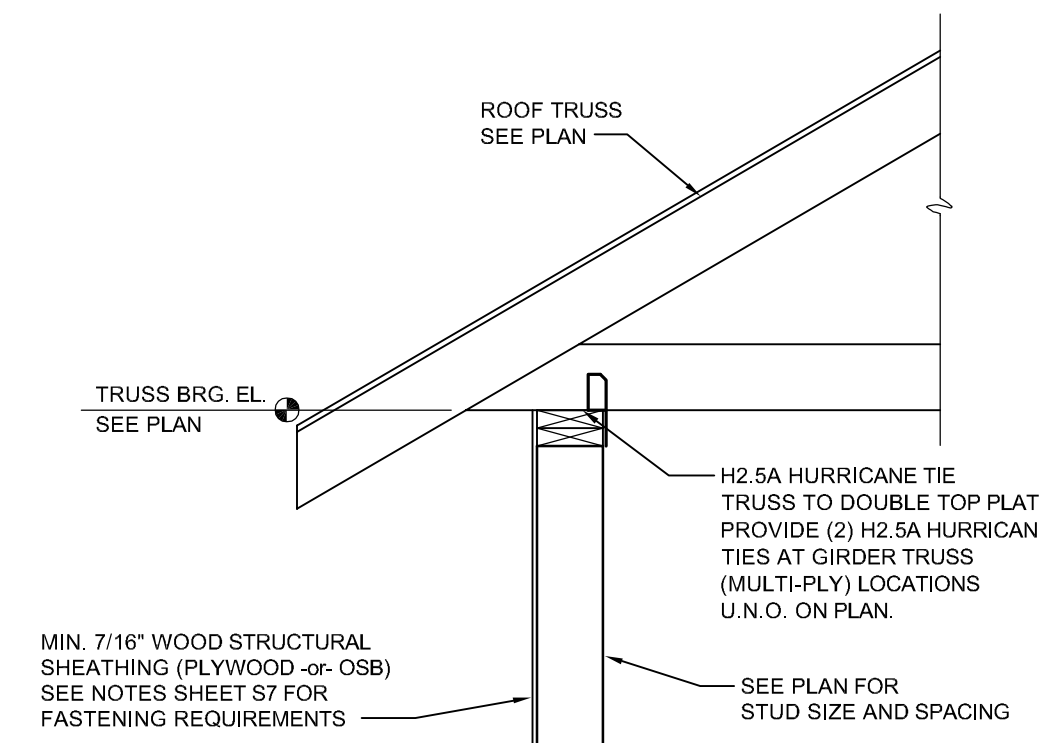 ROOF TRUSS
SEE PLAN
TRUSS BRG. EL.
SEE PLAN
H2.5A HURRICANE TIE
TRUSS TO DOUBLE TOP PLAT
PROVIDE (2) H2.5A HURRICAN
TIES AT GIRDER TRUSS
(MULTI-PLY) LOCATIONS
U.N.O. ON PLAN.
MIN. 7/16" WOOD STRUCTURAL
SHEATHING (PLYWOOD -or- OSB)
SEE NOTES SHEET S7 FOR
FASTENING REQUIREMENTS
SEE PLAN FOR
STUD SIZE AND SPACING